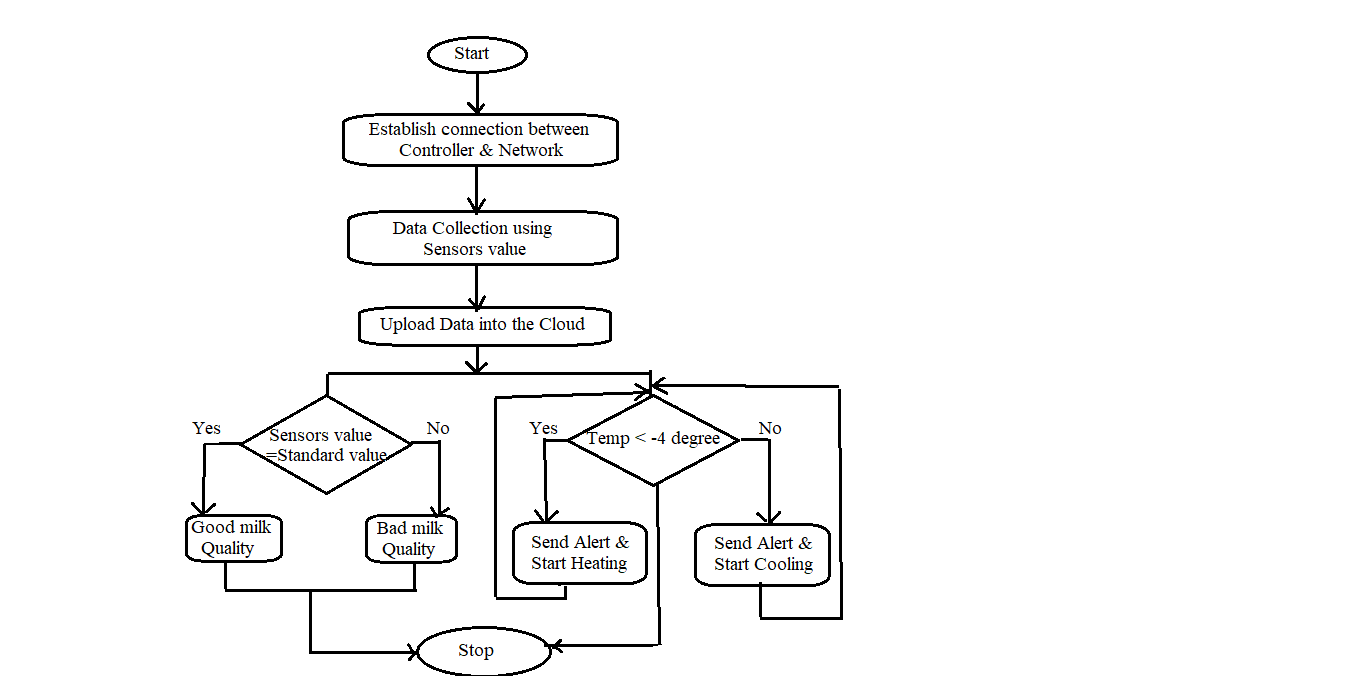 Start
Establish connection between
Controller & Network
Data Collection using
Sensors value
Upload Data into the Cloud
Yes
Sensors value
=Standard value
No
Yes
Temp < -4 degree
No
Good milk
Quality
Bad milk
Quality
Send Alert &
Start Heating
Send Alert &
Start Cooling
Stop